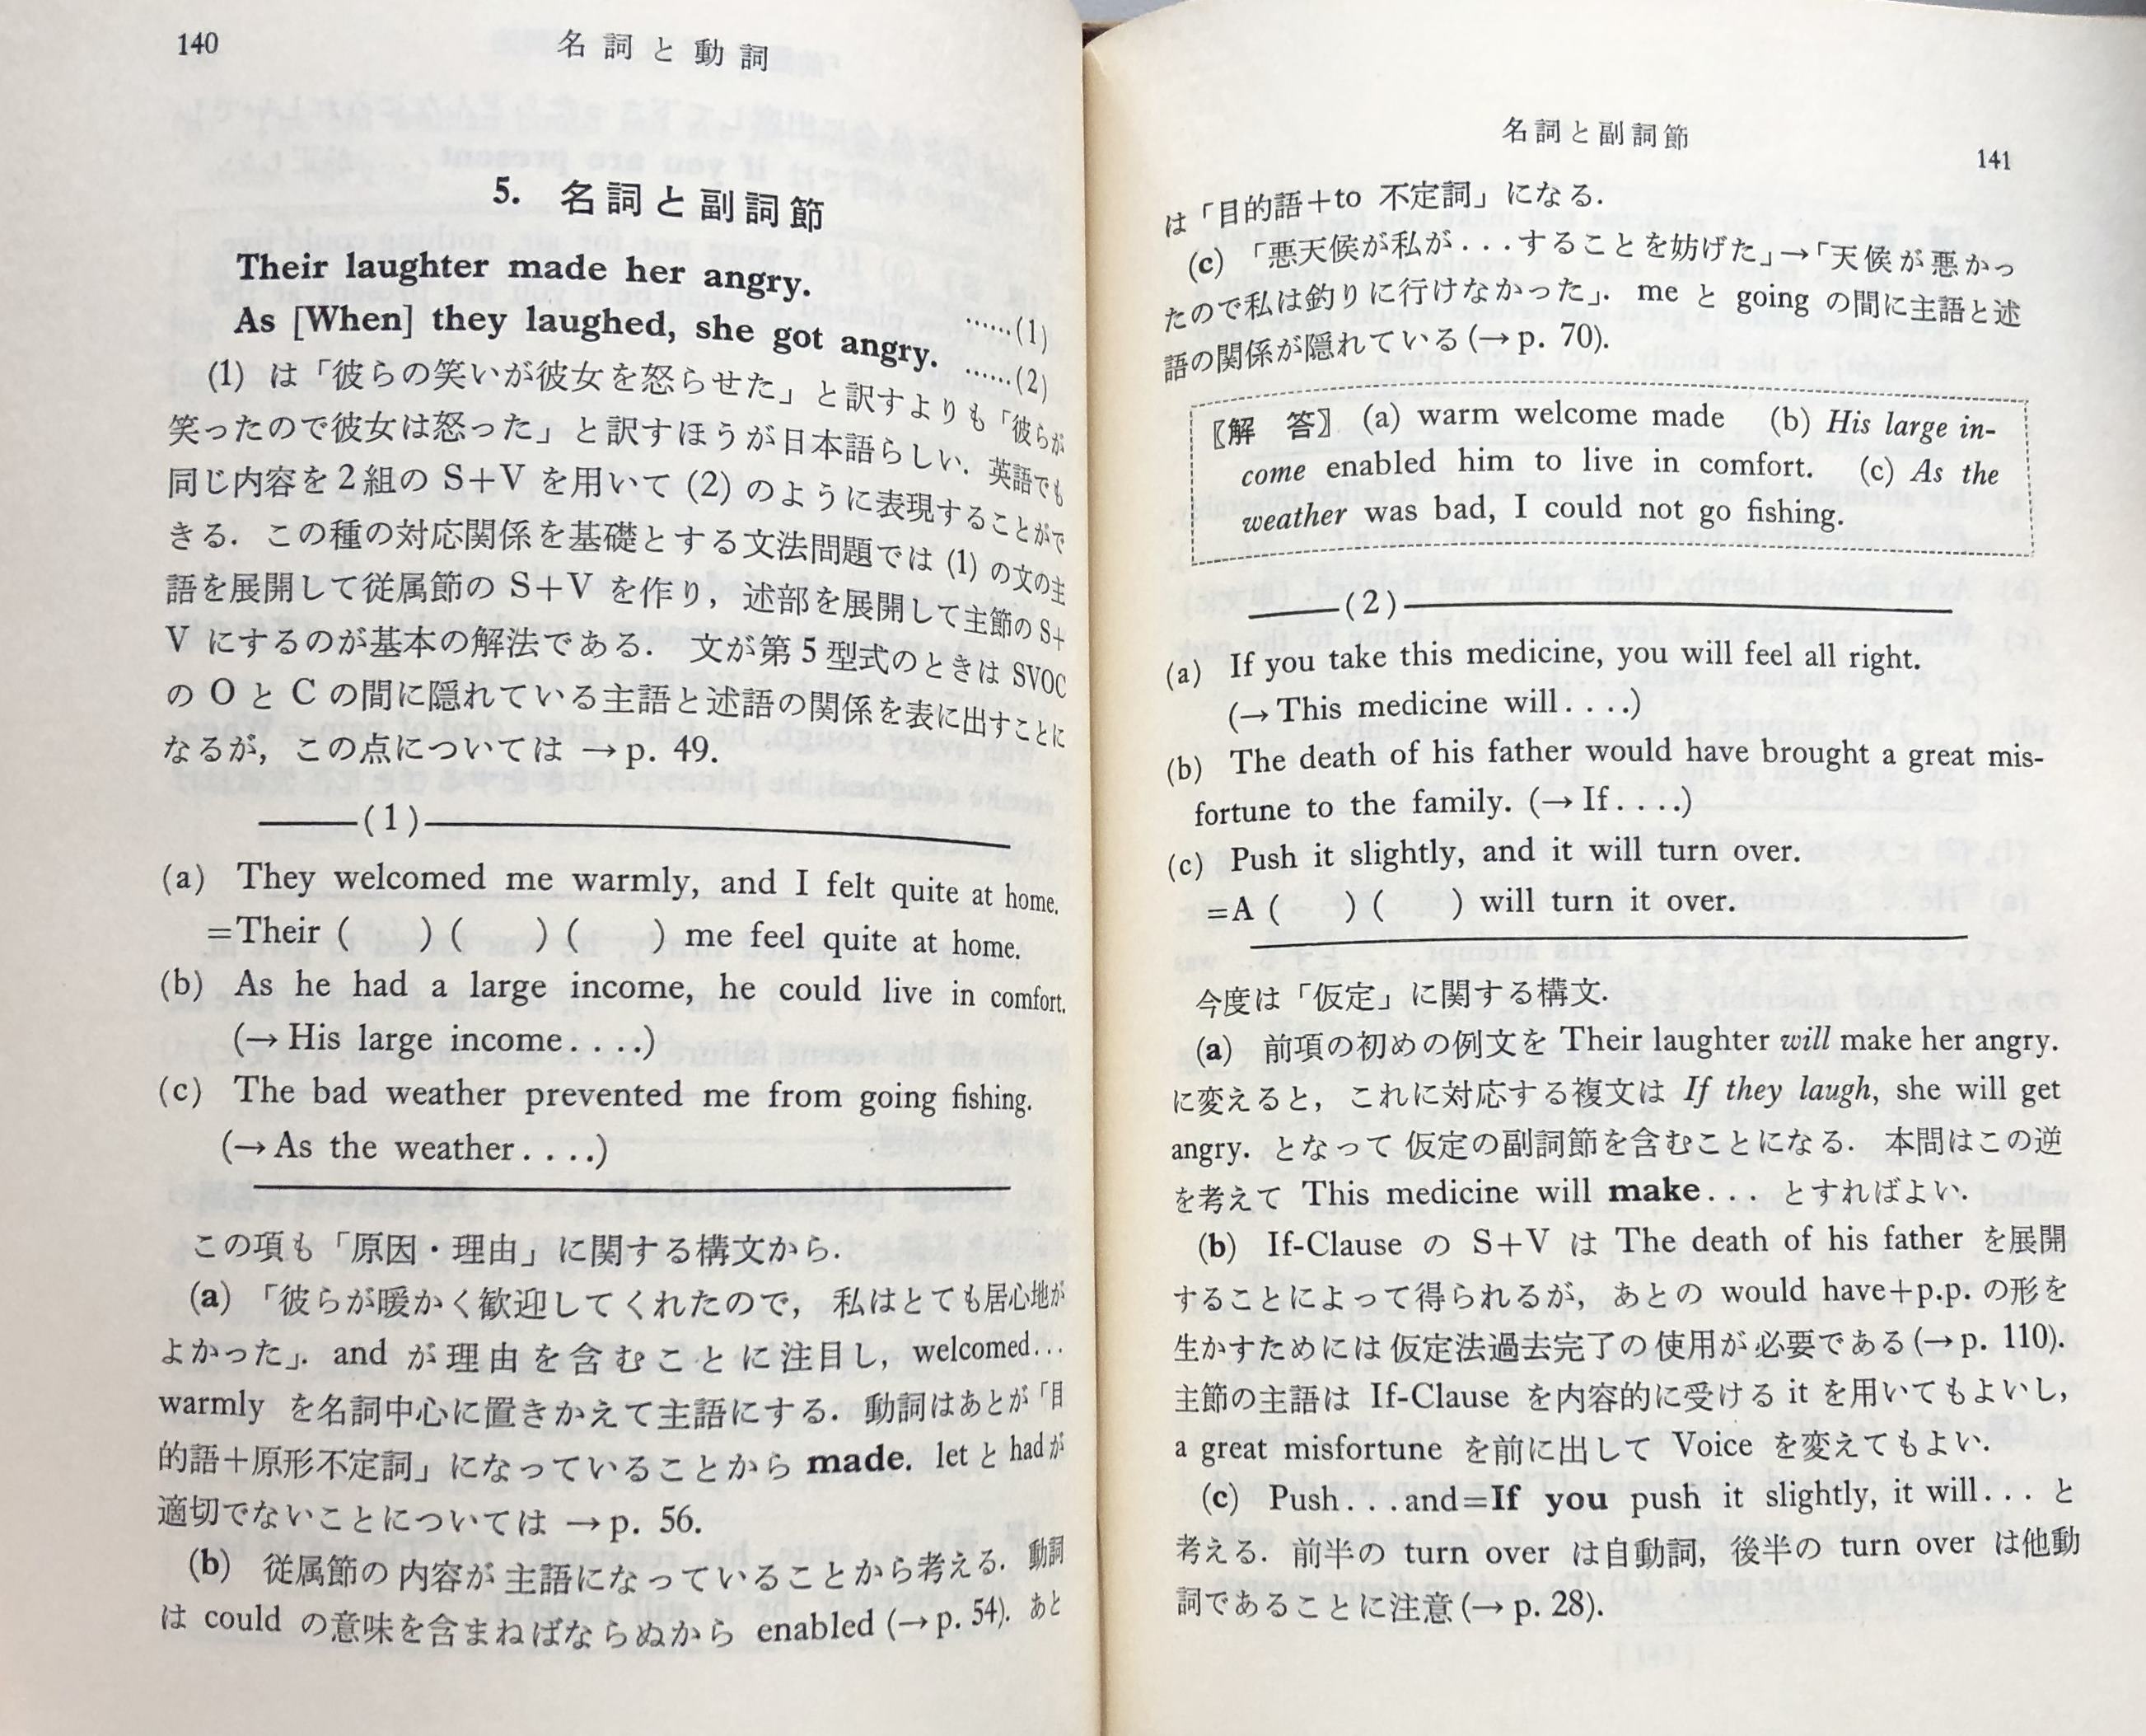 140
名詞と動詞
5. 名詞と副詞節
Their laughter made her angry. ……(1)
As [When] they laughed, she got angry. ……(2)
(1) は「彼らの笑いが彼女を怒らせた」と訳すよりも「彼らが
笑ったので彼女は怒った」と訳すほうが日本語らしい. 英語でも
同じ内容を2組の S+V を用いて (2) のように表現することがで
きる. この種の対応関係を基礎とする文法問題では (1) の文の主
語を展開して従属節の S+V を作り, 述部を展開して主節の S+
V にするのが基本の解法である. 文が第5型式のときは SVOC
の O と C の間に隠れている主語と述語の関係を表に出すことに
なるが, この点については →p. 49.
(1)
(a) They welcomed me warmly, and I felt quite at home.
=Their ( ) ( ) ( ) me feel quite at home.
(b) As he had a large income, he could live in comfort.
(→ His large income....)
(c) The bad weather prevented me from going fishing.
(→ As the weather....)
この項も「原因・理由」に関する構文から.
(a) 「彼らが暖かく歓迎してくれたので, 私はとても居心地が
よかった」. and が理由を含むことに注目し, welcomed...
warmly を名詞中心に置きかえて主語にする. 動詞はあとが「目
的語+原形不定詞」になっていることから made. let と had が
適切でないことについては →p. 56.
(b) 従属節の内容が主語になっていることから考える. 動詞
は could の意味を含まねばならぬから enabled (→p. 54). あと
名詞と副詞節
141
は「目的語+to 不定詞」になる.
(c) 「悪天候が私が...することを妨げた」→「天候が悪かっ
たので私は釣りに行けなかった」. me と going の間に主語と述
語の関係が隠れている (→p. 70).
〖解 答〗 (a) warm welcome made (b) His large in-
come enabled him to live in comfort. (c) As the
weather was bad, I could not go fishing.
(2)
(a) If you take this medicine, you will feel all right.
(→ This medicine will....)
(b) The death of his father would have brought a great mis-
fortune to the family. (→ If....)
(c) Push it slightly, and it will turn over.
=A ( ) ( ) will turn it over.
今度は「仮定」に関する構文.
(a) 前項の初めの例文を Their laughter will make her angry.
に変えると, これに対応する複文は If they laugh, she will get
angry. となって仮定の副詞節を含むことになる. 本問はこの逆
を考えて This medicine will make... とすればよい.
(b) If-Clause の S+V は The death of his father を展開
することによって得られるが, あとの would have+p.p. の形を
生かすためには仮定法過去完了の使用が必要である (→p. 110).
主節の主語は If-Clause を内容的に受ける it を用いてもよいし,
a great misfortune を前に出して Voice を変えてもよい.
(c) Push...and=If you push it slightly, it will... と
考える. 前半の turn over は自動詞, 後半の turn over は他動
詞であることに注意 (→ p. 28).